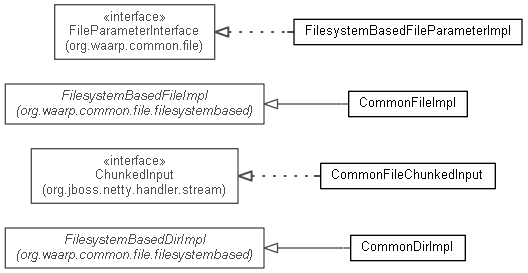 «interface»
FileParameterInterface
(org.waarp.common.file)
FilesystemBasedFileParameterImpl
FilesystemBasedFileImpl
(org.waarp.common.file.filesystembased)
CommonFileImpl
«interface»
ChunkedInput
(org.jboss.netty.handler.stream)
CommonFileChunkedInput
FilesystemBasedDirImpl
(org.waarp.common.file.filesystembased)
CommonDirImpl